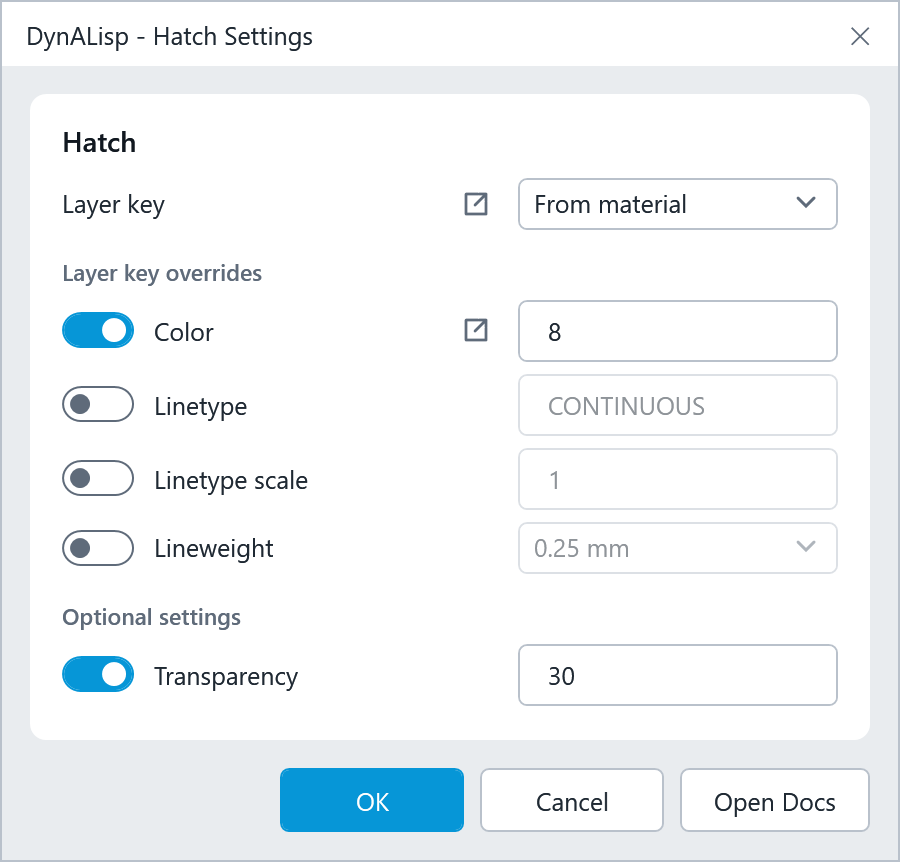 DynALisp - Hatch Settings
Hatch
Layer key From material
Layer key overrides
Color 8
Linetype CONTINUOUS
Linetype scale 1
Lineweight 0.25 mm
Optional settings
Transparency 30
OK Cancel Open Docs